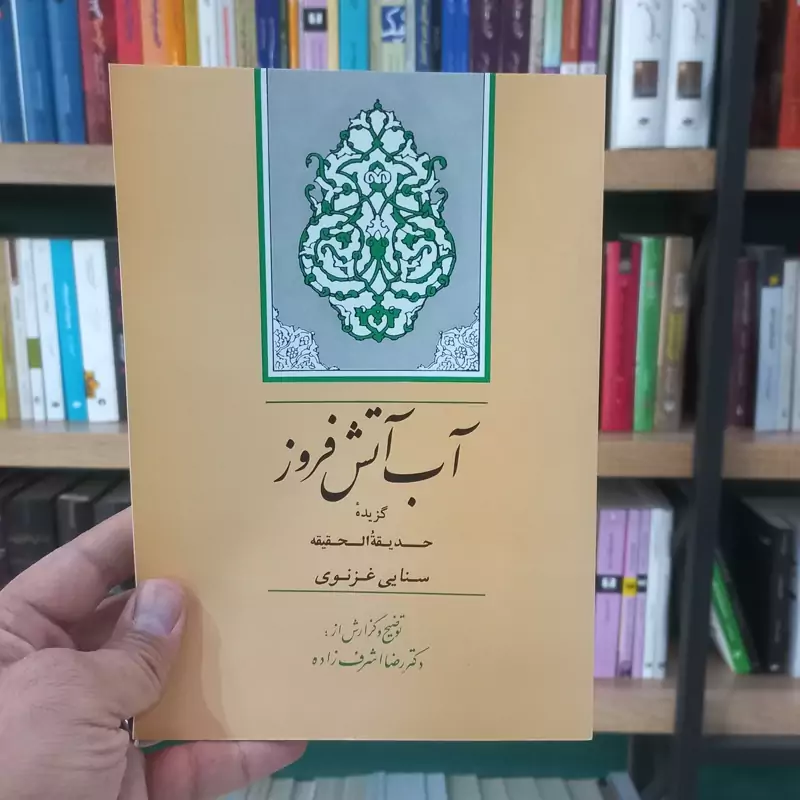 آب آتش فروز
گزیدهٔ
حدیقةُ الحقیقه
سنایی غزنوی
توضیح و گزارش از:
دکتر رضا اشرف زاده